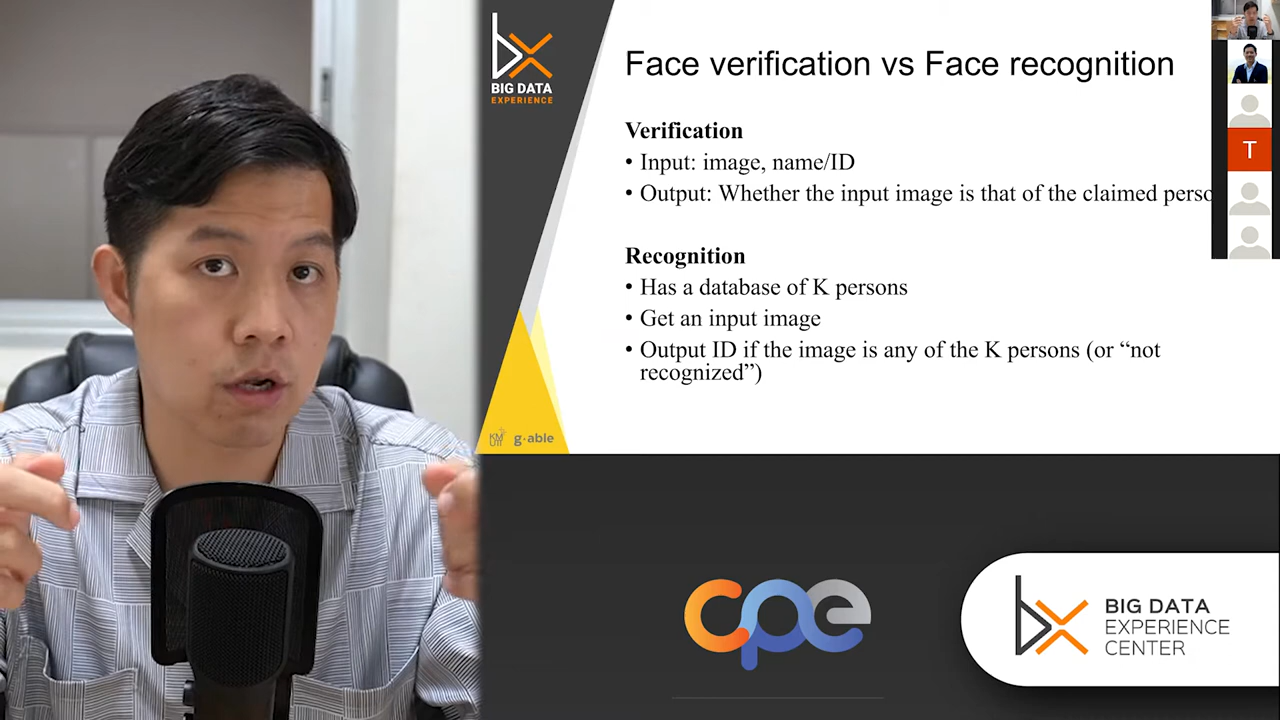 BIG DATA
EXPERIENCE
Face verification vs Face recognition
Verification
• Input: image, name/ID
• Output: Whether the input image is that of the claimed perso
Recognition
• Has a database of K persons
• Get an input image
• Output ID if the image is any of the K persons (or “not
recognized”)
KM
UTT
g•able
T
cpe
BIG DATA
EXPERIENCE
CENTER